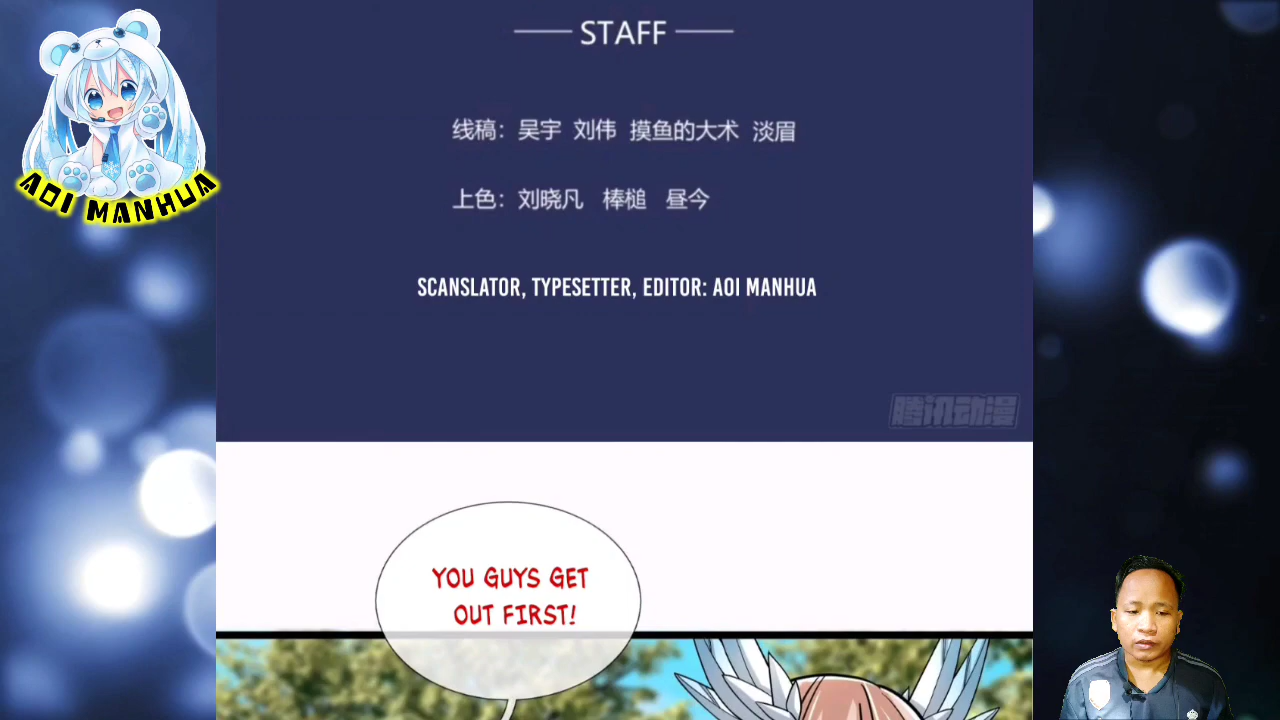 STAFF
线稿：吴宇 刘伟 摸鱼的大术 淡眉
上色：刘晓凡 棒槌 昼今
SCANSLATOR, TYPESETTER, EDITOR: AOI MANHUA
腾讯动漫
YOU GUYS GET
OUT FIRST!
AOI MANHUA